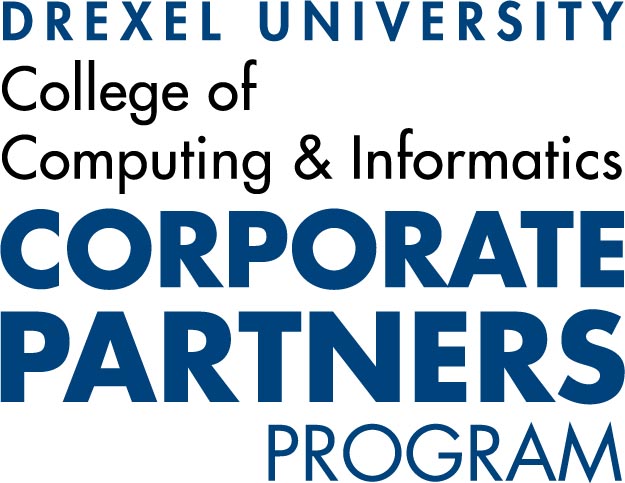 DREXEL UNIVERSITY
College of
Computing & Informatics
CORPORATE
PARTNERS
PROGRAM